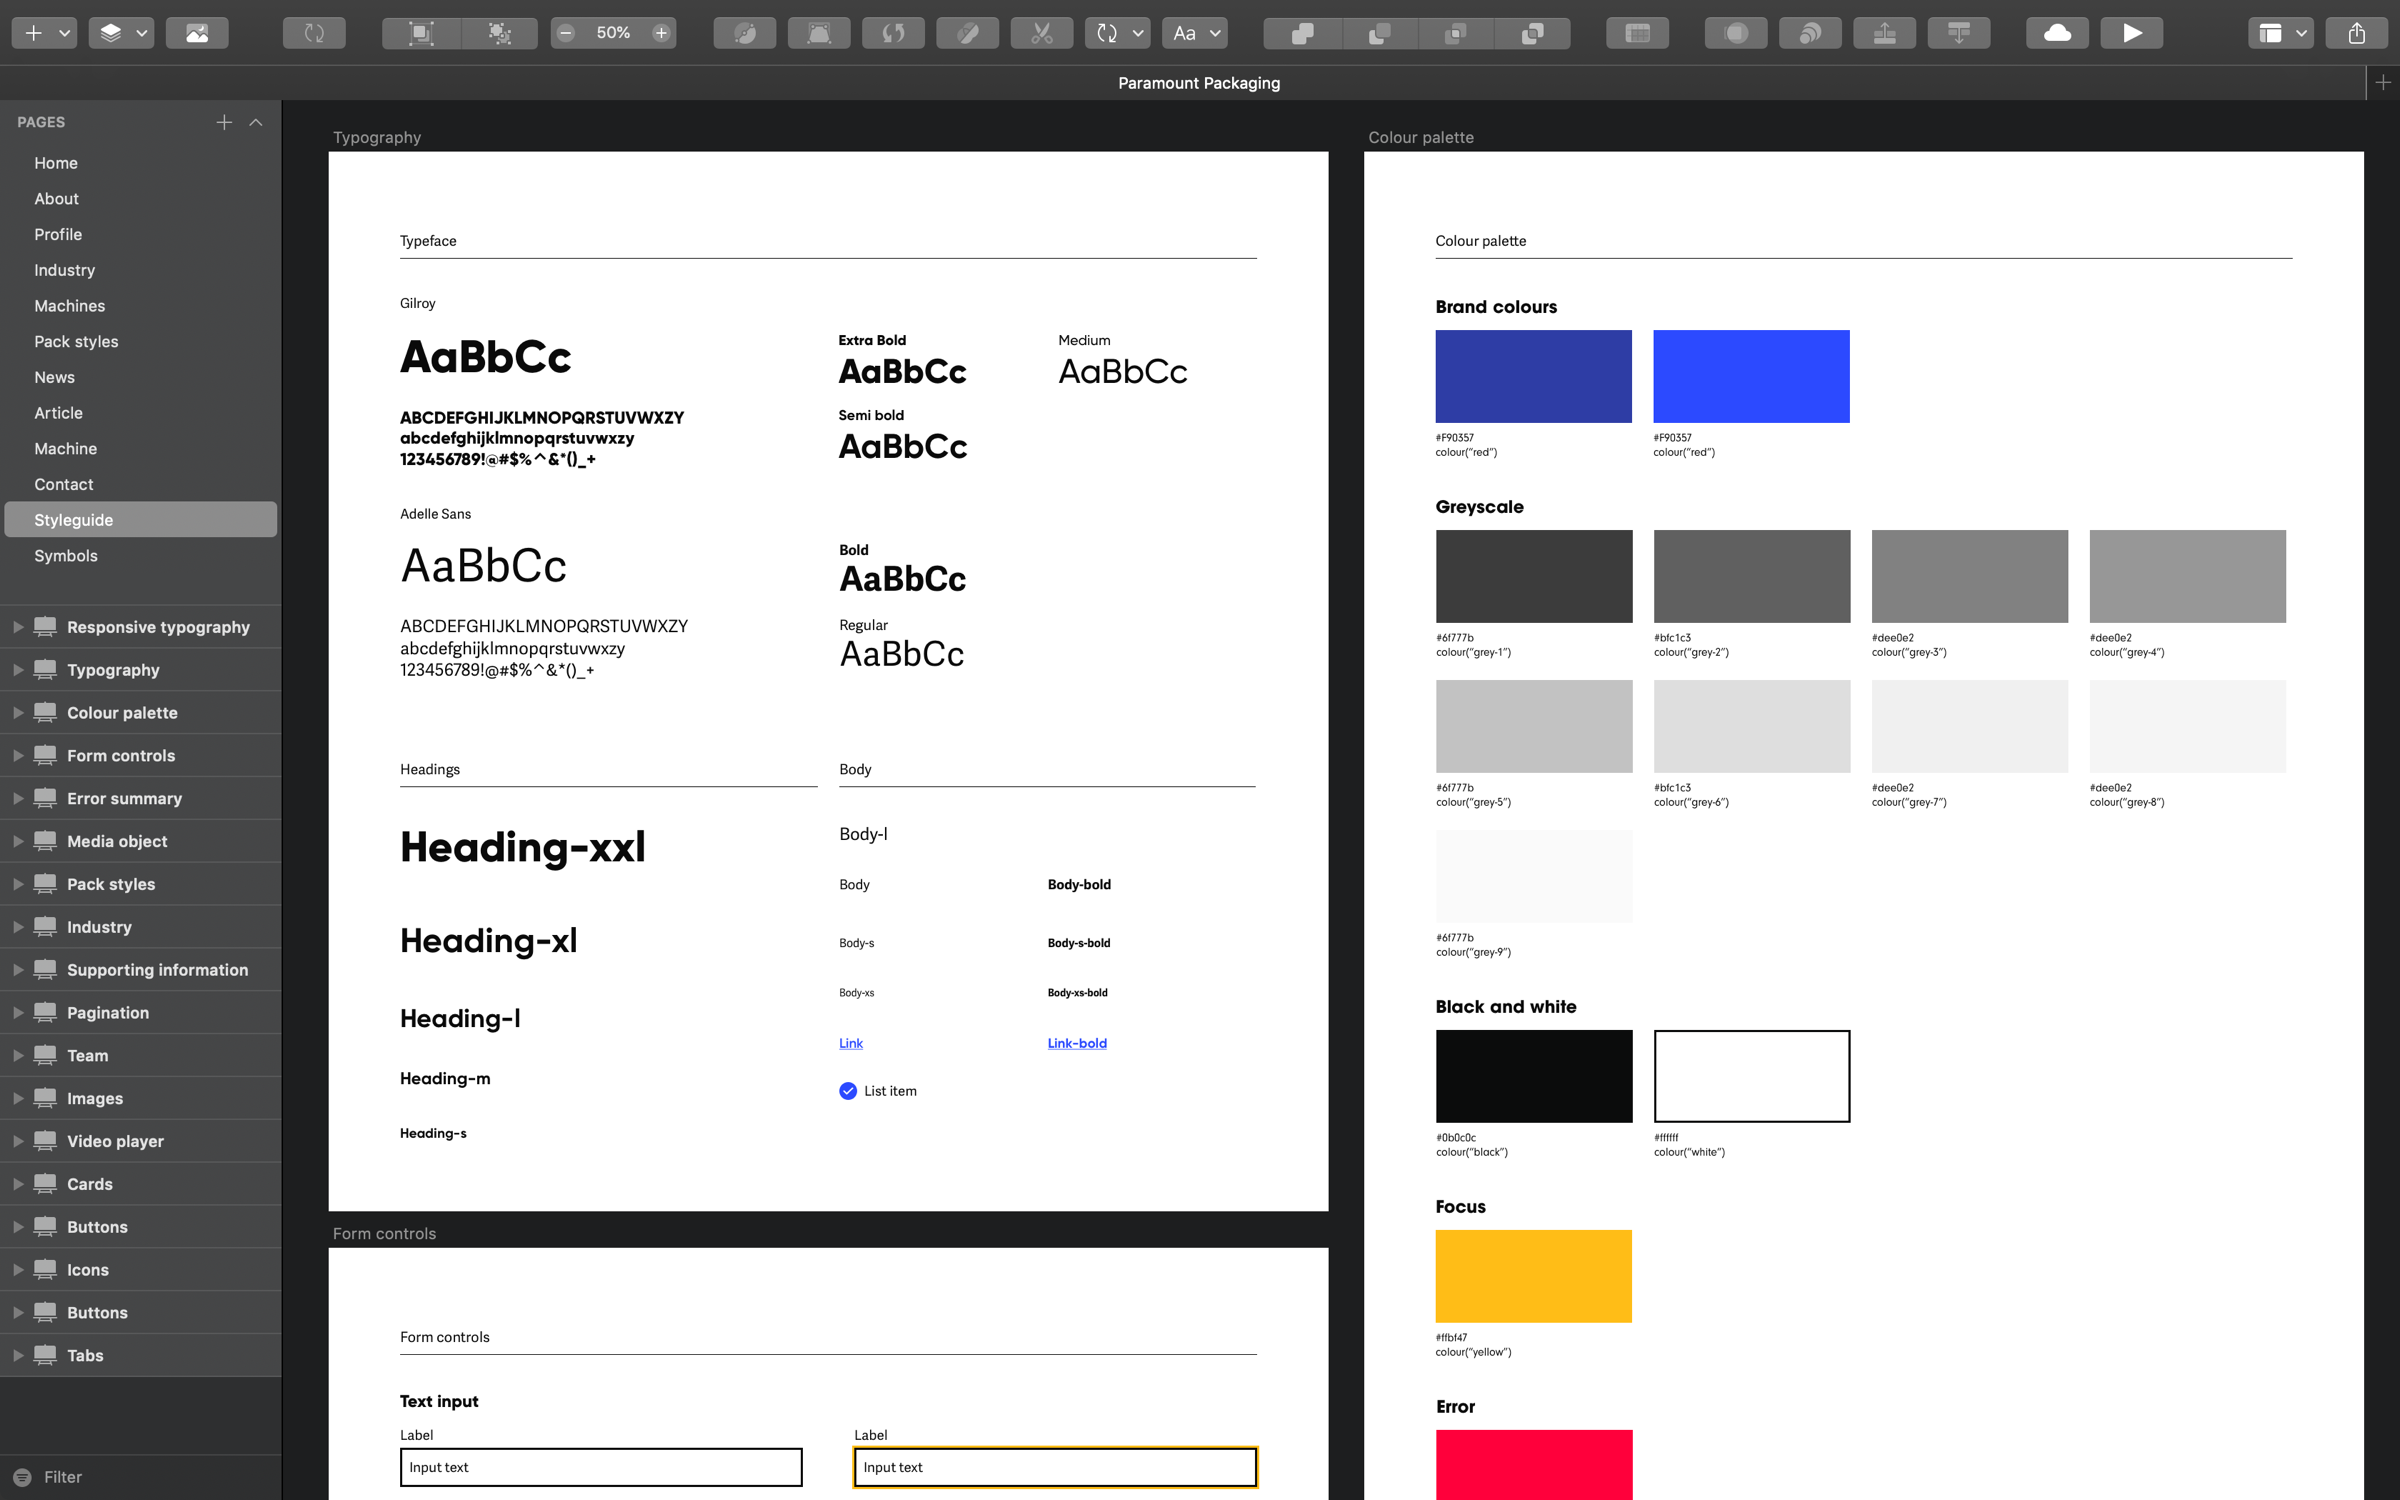 50%
Aa
Paramount Packaging
PAGES
Home
About
Profile
Industry
Machines
Pack styles
News
Article
Machine
Contact
Styleguide
Symbols
Responsive typography
Typography
Colour palette
Form controls
Error summary
Media object
Pack styles
Industry
Supporting information
Pagination
Team
Images
Video player
Cards
Buttons
Icons
Buttons
Tabs
Filter
Typography
Typeface
Gilroy
AaBbCc
ABCDEFGHIJKLMNOPQRSTUVWXZY
abcdefghijklmnopqrstuvwxzy
123456789!@#$%^&*()_+
Extra Bold
AaBbCc
Medium
AaBbCc
Semi bold
AaBbCc
Adelle Sans
AaBbCc
ABCDEFGHIJKLMNOPQRSTUVWXZY
abcdefghijklmnopqrstuvwxzy
123456789!@#$%^&*()_+
Bold
AaBbCc
Regular
AaBbCc
Headings
Heading-xxl
Heading-xl
Heading-l
Heading-m
Heading-s
Body
Body-l
Body
Body-bold
Body-s
Body-s-bold
Body-xs
Body-xs-bold
Link
Link-bold
List item
Form controls
Form controls
Text input
Label
Input text
Label
Input text
Colour palette
Colour palette
Brand colours
#F90357
colour("red")
#F90357
colour("red")
Greyscale
#6f777b
colour("grey-1")
#bfc1c3
colour("grey-2")
#dee0e2
colour("grey-3")
#dee0e2
colour("grey-4")
#6f777b
colour("grey-5")
#bfc1c3
colour("grey-6")
#dee0e2
colour("grey-7")
#dee0e2
colour("grey-8")
#6f777b
colour("grey-9")
Black and white
#0b0c0c
colour("black")
#ffffff
colour("white")
Focus
#ffbf47
colour("yellow")
Error